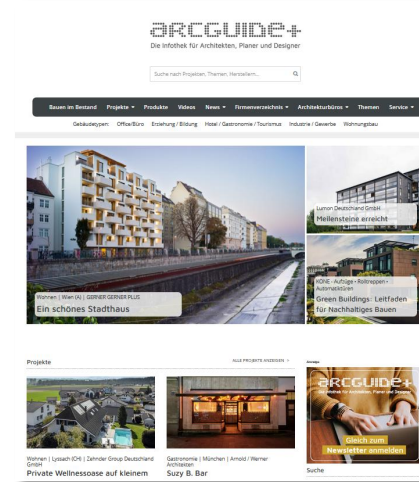 ARCGUIDE+
Die Infothek für Architekten, Planer und Designer
Suche nach Projekten, Themen, Herstellern...
Bauen im Bestand Projekte Produkte Videos News Firmenverzeichnis Architekturbüros Themen Service
Gebäudetypen: Office/Büro Erziehung / Bildung Hotel / Gastronomie / Tourismus Industrie / Gewerbe Wohnungsbau
Wohnen | Wien (A) | GERNER GERNER PLUS
Ein schönes Stadthaus
Lumon Deutschland GmbH
Meilensteine erreicht
KONE - Aufzüge • Rolltreppen •
Automatiktüren
Green Buildings: Leitfaden
für Nachhaltiges Bauen
Projekte
ALLE PROJEKTE ANZEIGEN >
Anzeige
ARCGUIDE+
Die Infothek für Architekten, Planer und Designer
Gleich zum
Newsletter anmelden
Wohnen | Lyssach (CH) | Zehnder Group Deutschland
GmbH
Private Wellnessoase auf kleinem
Gastronomie | München | Arnold / Werner
Architekten
Suzy B. Bar
Suche